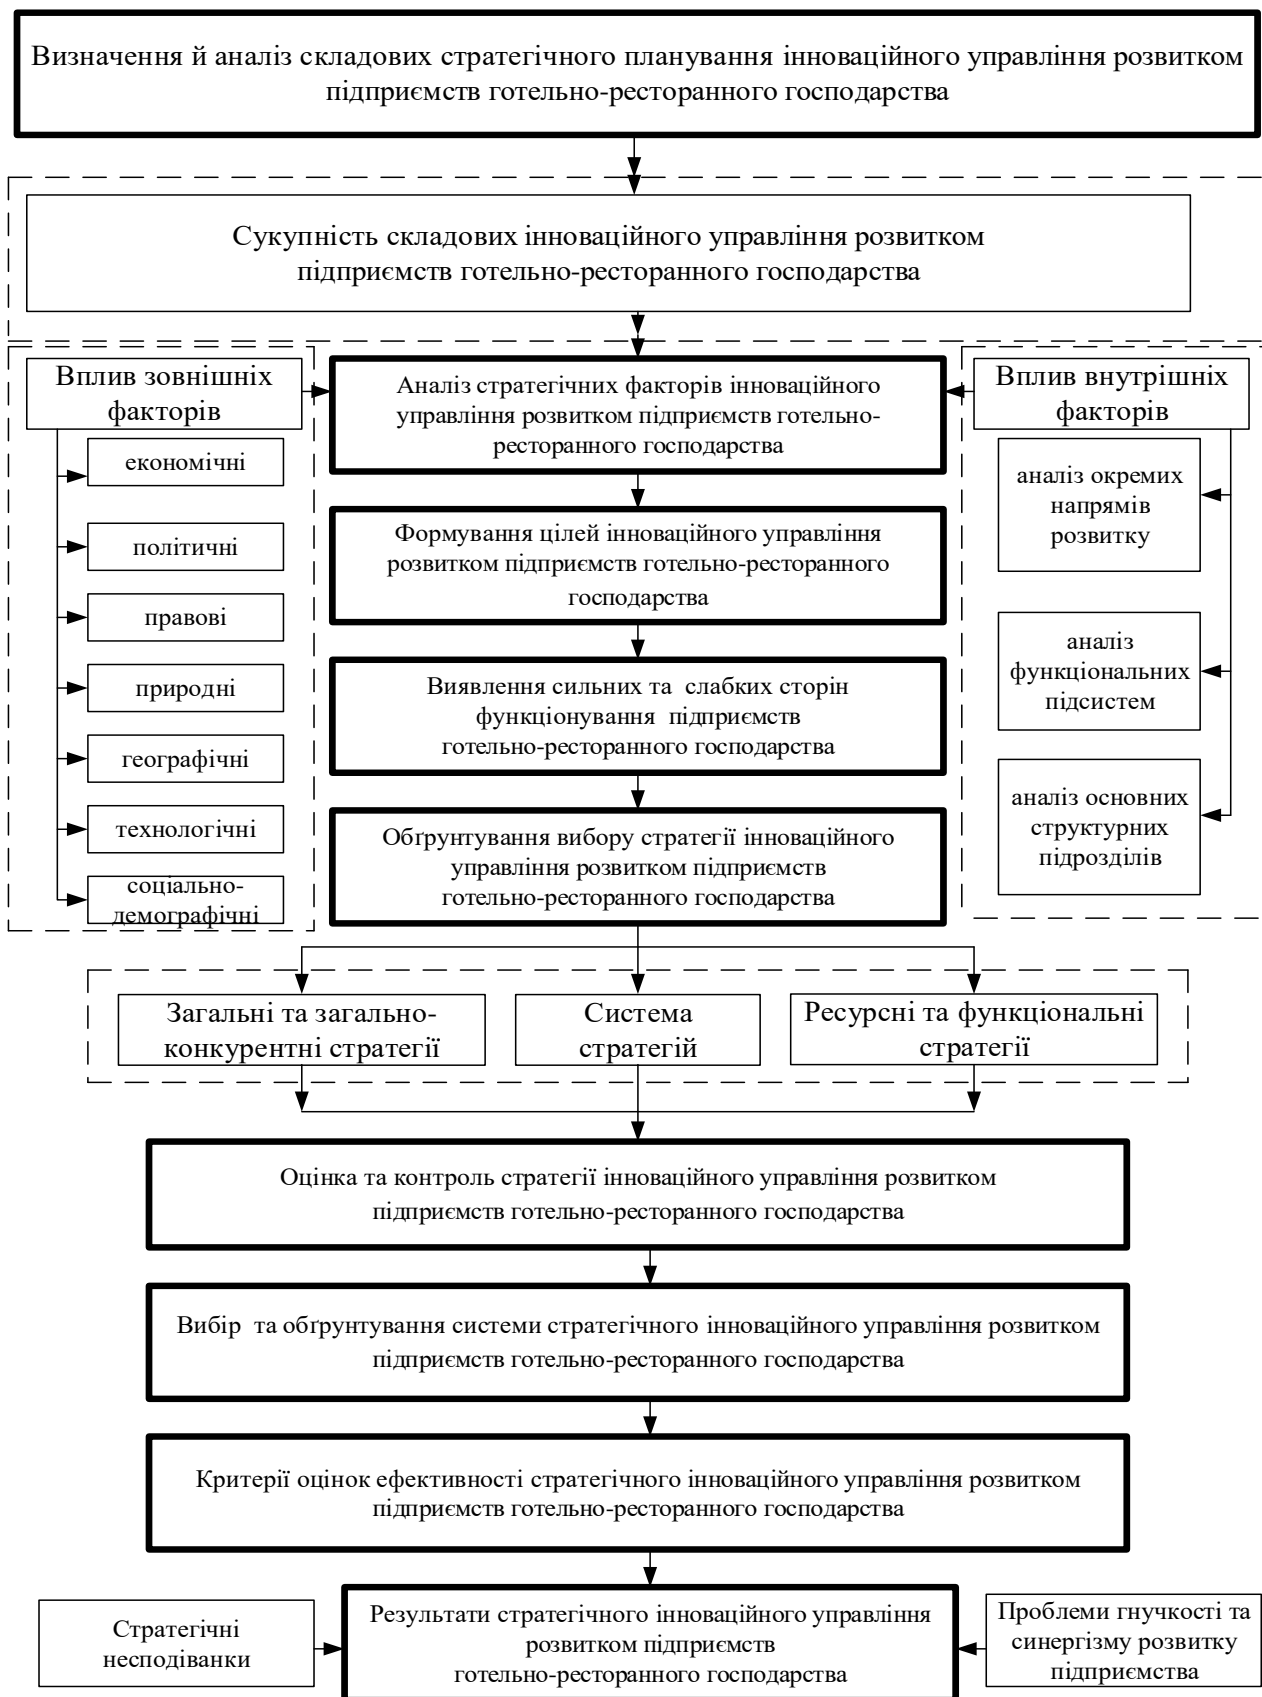 Визначення й аналіз складових стратегічного планування інноваційного управління розвитком
підприємств готельно-ресторанного господарства
Сукупність складових інноваційного управління розвитком
підприємств готельно-ресторанного господарства
Вплив зовнішніх
факторів
економічні
політичні
правові
природні
географічні
технологічні
соціально-
демографічні
Аналіз стратегічних факторів інноваційного
управління розвитком підприємств готельно-
ресторанного господарства
Формування цілей інноваційного управління
розвитком підприємств готельно-ресторанного
господарства
Виявлення сильних та слабких сторін
функціонування підприємств
готельно-ресторанного господарства
Обґрунтування вибору стратегії інноваційного
управління розвитком підприємств
готельно-ресторанного господарства
Вплив внутрішніх
факторів
аналіз окремих
напрямів
розвитку
аналіз
функціональних
підсистем
аналіз основних
структурних
підрозділів
Загальні та загально-
конкурентні стратегії
Система
стратегій
Ресурсні та функціональні
стратегії
Оцінка та контроль стратегії інноваційного управління розвитком
підприємств готельно-ресторанного господарства
Вибір та обґрунтування системи стратегічного інноваційного управління розвитком
підприємств готельно-ресторанного господарства
Критерії оцінок ефективності стратегічного інноваційного управління розвитком
підприємств готельно-ресторанного господарства
Стратегічні
несподіванки
Результати стратегічного інноваційного управління
розвитком підприємств
готельно-ресторанного господарства
Проблеми гнучкості та
синергізму розвитку
підприємства